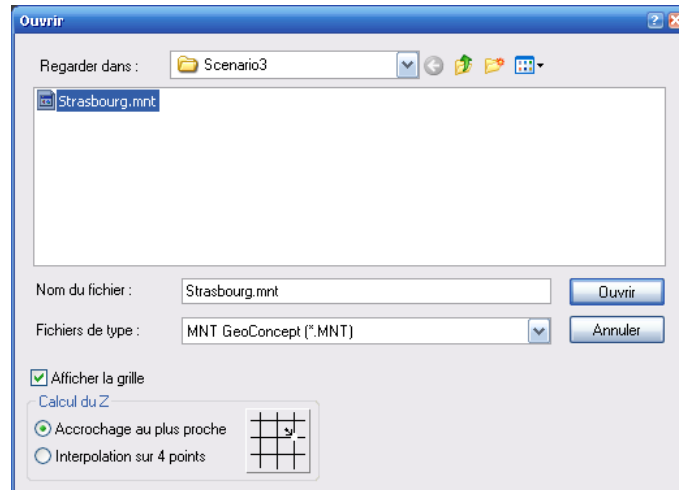 Ouvrir
Regarder dans : Scenario3
Strasbourg.mnt
Nom du fichier : Strasbourg.mnt Ouvrir
Fichiers de type : MNT GeoConcept (*.MNT) Annuler
Afficher la grille
Calcul du Z
Accrochage au plus proche
Interpolation sur 4 points